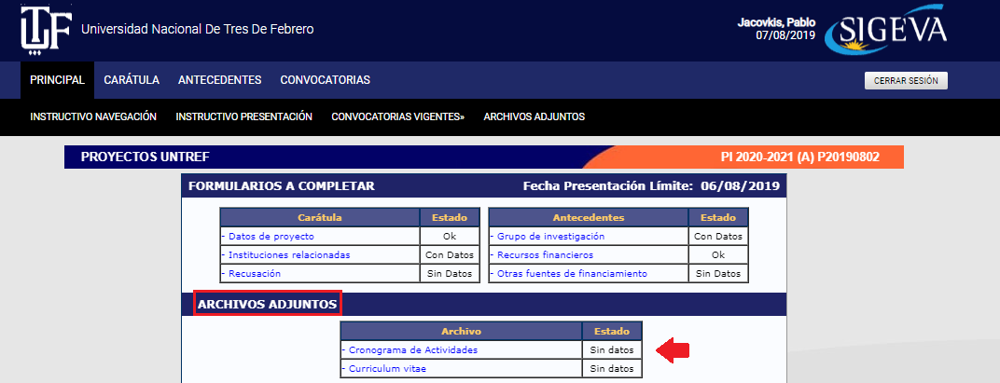 UNTREF
Universidad Nacional De Tres De Febrero
Jacovkis, Pablo
07/08/2019
SIGEVA
PRINCIPAL CARÁTULA ANTECEDENTES CONVOCATORIAS
CERRAR SESIÓN
INSTRUCTIVO NAVEGACIÓN INSTRUCTIVO PRESENTACIÓN CONVOCATORIAS VIGENTES» ARCHIVOS ADJUNTOS
PROYECTOS UNTREF PI 2020-2021 (A) P20190802
FORMULARIOS A COMPLETAR Fecha Presentación Límite: 06/08/2019
Carátula Estado Antecedentes Estado
- Datos de proyecto Ok - Grupo de investigación Con Datos
- Instituciones relacionadas Con Datos - Recursos financieros Ok
- Recusación Sin Datos - Otras fuentes de financiamiento Sin Datos
ARCHIVOS ADJUNTOS
Archivo Estado
- Cronograma de Actividades Sin datos
- Curriculum vitae Sin datos